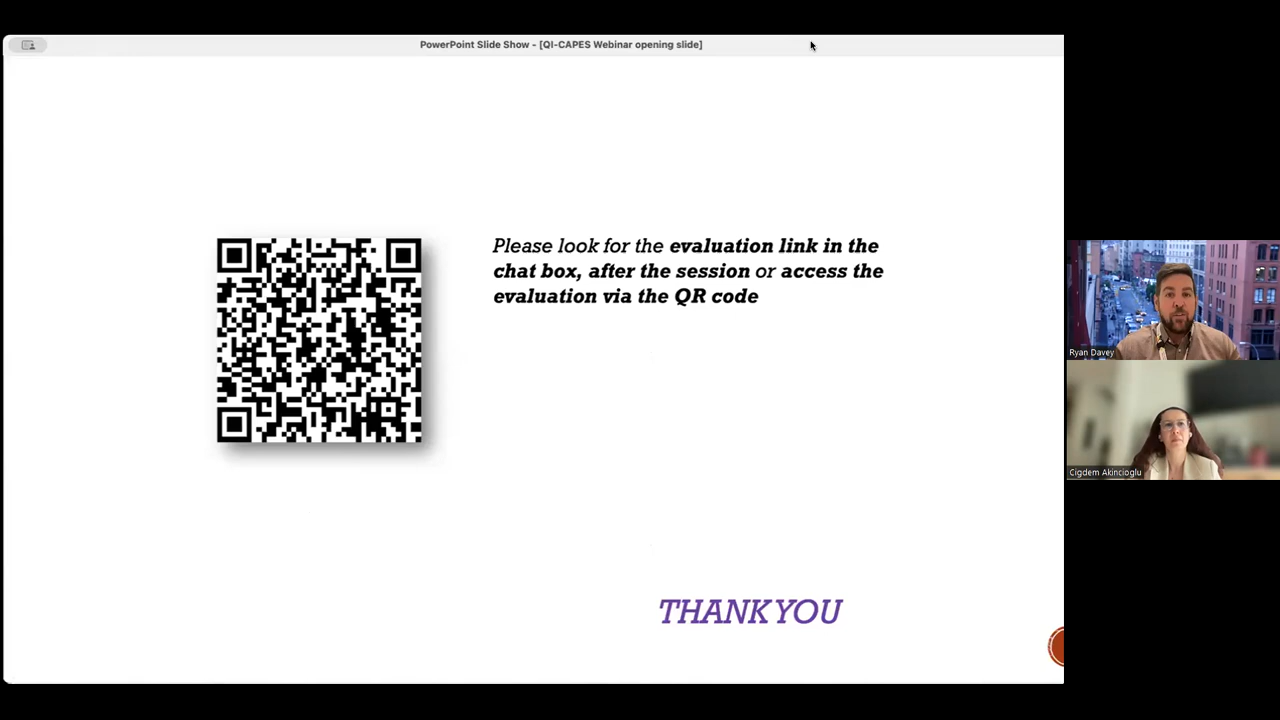 PowerPoint Slide Show - [QI-CAPES Webinar opening slide]
Please look for the evaluation link in the
chat box, after the session or access the
evaluation via the QR code
THANK YOU
Ryan Davey
Cigdem Akincioglu